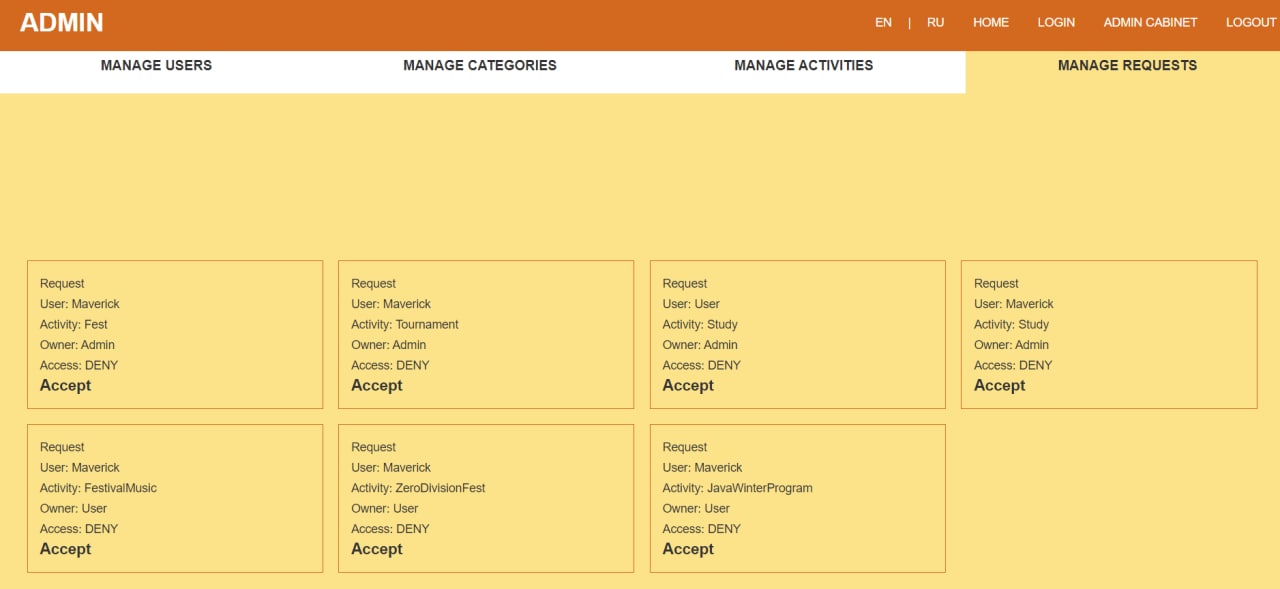 ADMIN
EN | RU HOME LOGIN ADMIN CABINET LOGOUT
MANAGE USERS MANAGE CATEGORIES MANAGE ACTIVITIES MANAGE REQUESTS
Request
User: Maverick
Activity: Fest
Owner: Admin
Access: DENY
Accept
Request
User: Maverick
Activity: Tournament
Owner: Admin
Access: DENY
Accept
Request
User: User
Activity: Study
Owner: Admin
Access: DENY
Accept
Request
User: Maverick
Activity: Study
Owner: Admin
Access: DENY
Accept
Request
User: Maverick
Activity: FestivalMusic
Owner: User
Access: DENY
Accept
Request
User: Maverick
Activity: ZeroDivisionFest
Owner: User
Access: DENY
Accept
Request
User: Maverick
Activity: JavaWinterProgram
Owner: User
Access: DENY
Accept